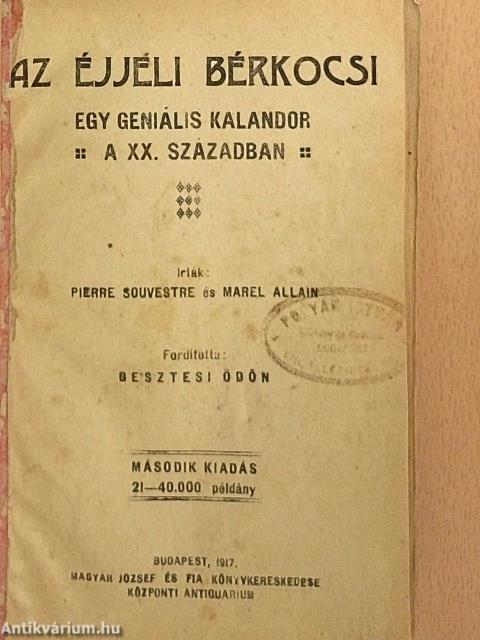 AZ ÉJJÉLI BÉRKOCSI
EGY GENIÁLIS KALANDOR
A XX. SZÁZADBAN
Irták:
PIERRE SOUVESTRE és MAREL ALLAIN
Forditotta:
GESZTESI ÖDÖN
MÁSODIK KIADÁS
21—40.000 példány
BUDAPEST, 1917.
MAGYAR JÓZSEF ÉS FIA KÖNYVKERESKEDÉSE
KÖZPONTI ANTIQUARIUM
Antikvárium.hu